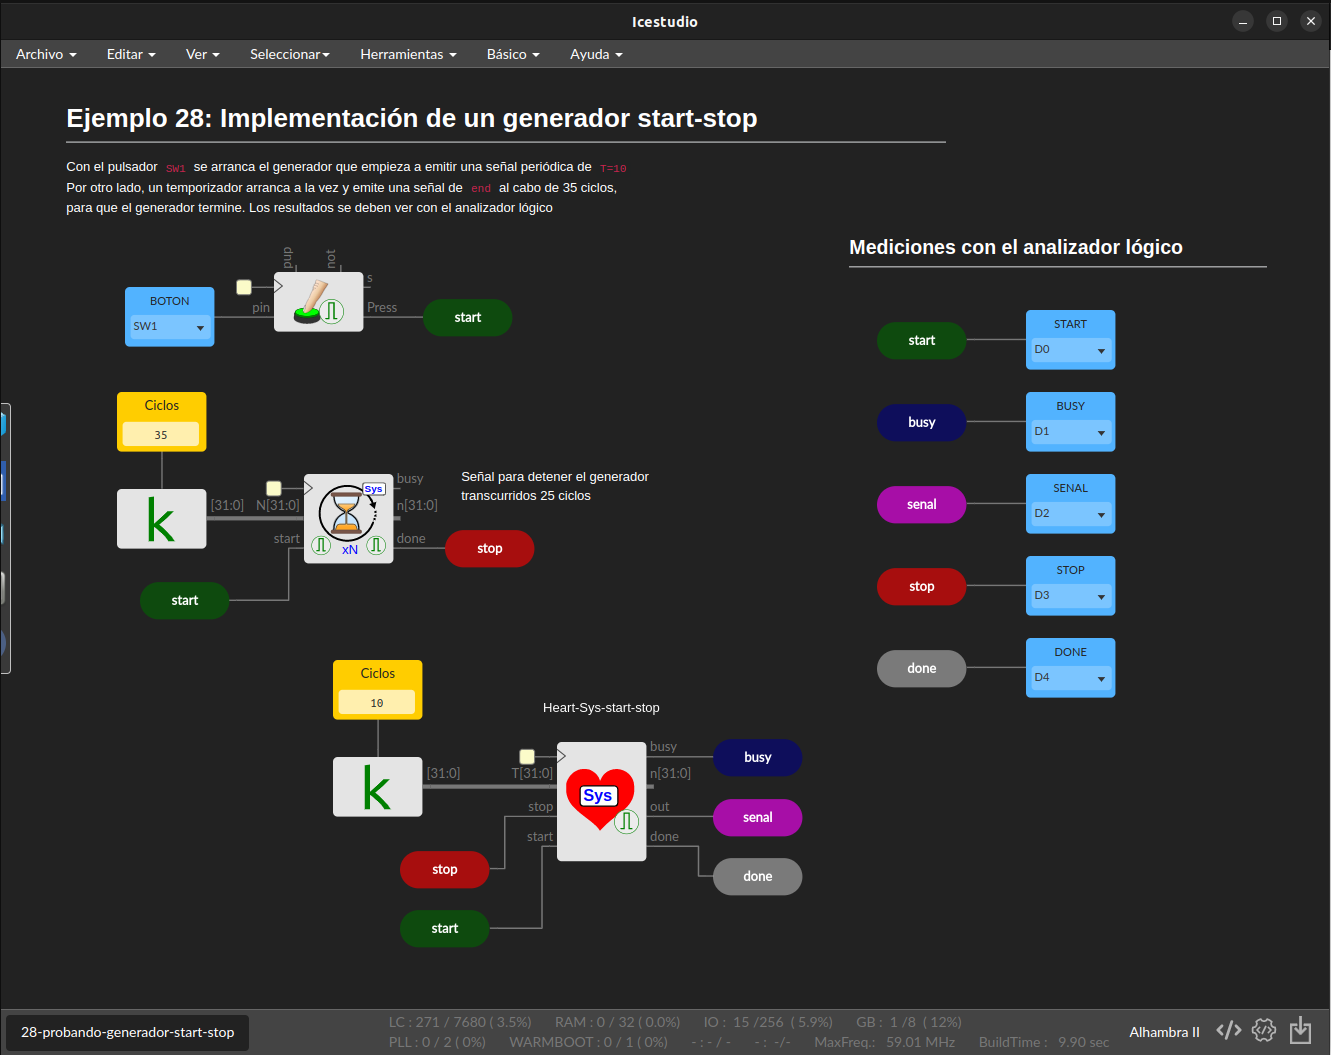 Icestudio
Archivo Editar Ver Seleccionar Herramientas Básico Ayuda
Ejemplo 28: Implementación de un generador start-stop
Con el pulsador SW1 se arranca el generador que empieza a emitir una señal periódica de T=10
Por otro lado, un temporizador arranca a la vez y emite una señal de end al cabo de 35 ciclos,
para que el generador termine. Los resultados se deben ver con el analizador lógico
pup not
s
BOTON
SW1
pin
Press
start
Ciclos
35
k
[31:0]
N[31:0]
start
Sys
xN
busy
n[31:0]
done
stop
start
Señal para detener el generador
transcurridos 25 ciclos
Ciclos
10
k
[31:0]
Heart-Sys-start-stop
T[31:0]
stop
start
Sys
busy
n[31:0]
out
done
busy
senal
done
stop
start
Mediciones con el analizador lógico
start
START
D0
busy
BUSY
D1
senal
SENAL
D2
stop
STOP
D3
done
DONE
D4
28-probando-generador-start-stop
LC : 271 / 7680 ( 3.5%) RAM : 0 / 32 ( 0.0%) IO : 15 /256 ( 5.9%) GB : 1 /8 ( 12%)
PLL : 0 / 2 ( 0%) WARMBOOT : 0 / 1 ( 0%) - : - / - - : -/- MaxFreq.: 59.01 MHz BuildTime : 9.90 sec
Alhambra II